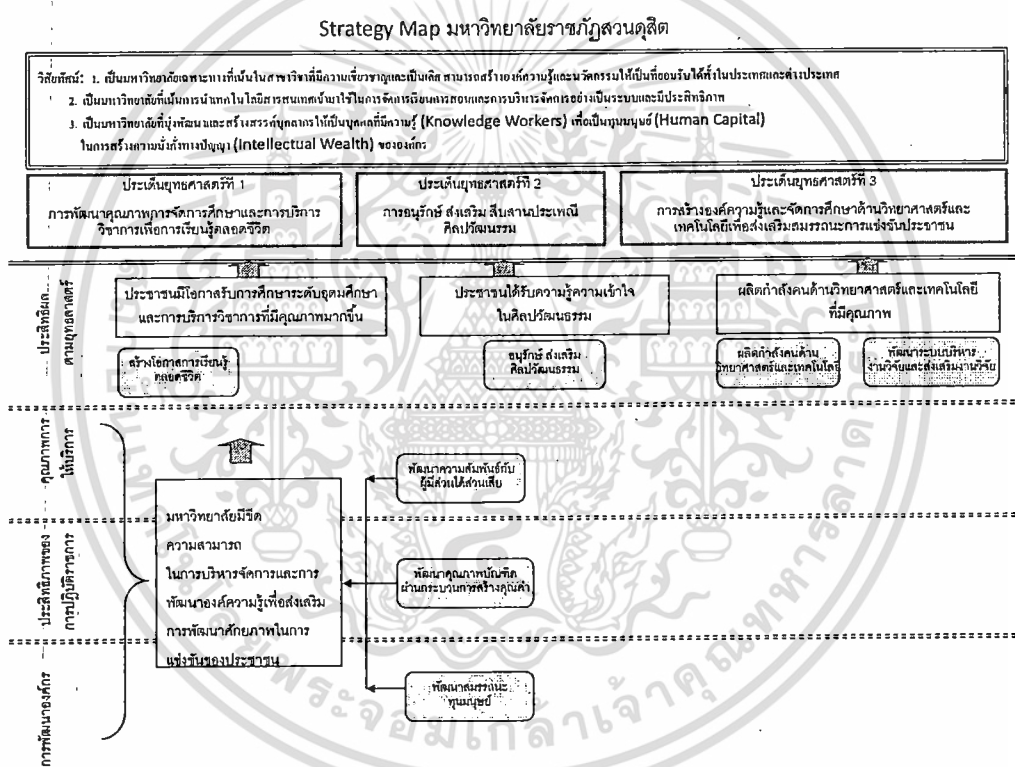 Strategy Map มหาวิทยาลัยราชภัฏสวนดุสิต
วิสัยทัศน์: 1. เป็นมหาวิทยาลัยเฉพาะทางที่เน้นในสาขาวิชาที่มีความเชี่ยวชาญและเป็นเลิศ สามารถสร้างองค์ความรู้และนวัตกรรมให้เป็นที่ยอมรับได้ทั้งในประเทศและต่างประเทศ
2. เป็นมหาวิทยาลัยที่เน้นการนำเทคโนโลยีสารสนเทศเข้ามาใช้ในการจัดการเรียนการสอนและการบริหารจัดการอย่างเป็นระบบและมีประสิทธิภาพ
3. เป็นมหาวิทยาลัยที่มุ่งพัฒนาและสร้างสรรค์บุคลากรให้เป็นบุคคลที่มีความรู้ (Knowledge Workers) เพื่อเป็นทุนมนุษย์ (Human Capital)
ในการสร้างความมั่งคั่งทางปัญญา (Intellectual Wealth) ขององค์กร
ประเด็นยุทธศาสตร์ที่ 1
การพัฒนาคุณภาพการจัดการศึกษาและการบริการ
วิชาการเพื่อการเรียนรู้ตลอดชีวิต
ประเด็นยุทธศาสตร์ที่ 2
การอนุรักษ์ ส่งเสริม สืบสานประเพณี
ศิลปวัฒนธรรม
ประเด็นยุทธศาสตร์ที่ 3
การสร้างองค์ความรู้และจัดการศึกษาด้านวิทยาศาสตร์และ
เทคโนโลยีเพื่อส่งเสริมสมรรถนะการแข่งขันประชาชน
ประสิทธิผล
ตามยุทธศาสตร์
ประชาชนมีโอกาสรับการศึกษาระดับอุดมศึกษา
และการบริการวิชาการที่มีคุณภาพมากขึ้น
ประชาชนได้รับความรู้ความเข้าใจ
ในศิลปวัฒนธรรม
ผลิตกำลังคนด้านวิทยาศาสตร์และเทคโนโลยี
ที่มีคุณภาพ
สร้างโอกาสการเรียนรู้
ตลอดชีวิต
อนุรักษ์ ส่งเสริม
ศิลปวัฒนธรรม
ผลิตกำลังคนด้าน
วิทยาศาสตร์และเทคโนโลยี
พัฒนาระบบบริหาร
งานวิจัยและส่งเสริมงานวิจัย
คุณภาพการ
ให้บริการ
พัฒนาความสัมพันธ์กับ
ผู้มีส่วนได้ส่วนเสีย
มหาวิทยาลัยมีขีด
ความสามารถ
ในการบริหารจัดการและการ
พัฒนาองค์ความรู้เพื่อส่งเสริม
การพัฒนาศักยภาพในการ
แข่งขันของประชาชน
ประสิทธิภาพของ
การปฏิบัติราชการ
พัฒนาคุณภาพบัณฑิต
ผ่านกระบวนการสร้างคุณค่า
การพัฒนาองค์กร
พัฒนาสมรรถนะ
ทุนมนุษย์
พระจอมเกล้าเจ้าคุณทหารลาด